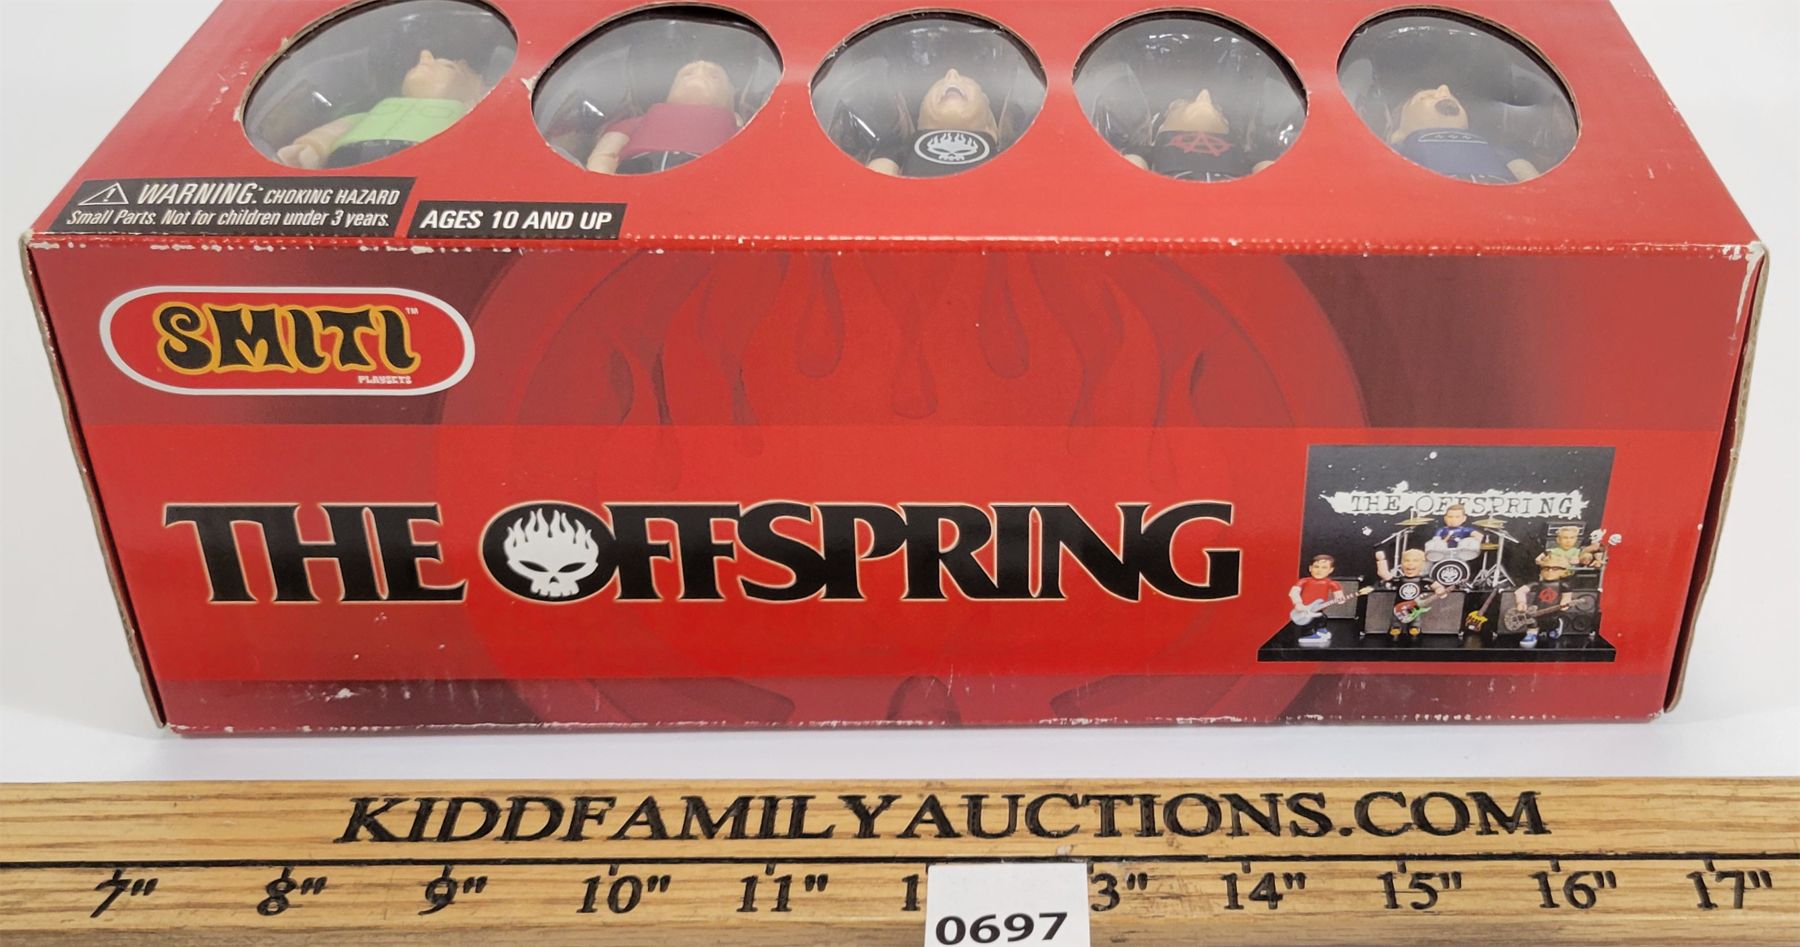 WARNING: CHOKING HAZARD
Small Parts. Not for children under 3 years.
AGES 10 AND UP
SMITI™
PLAYSETS
THE OFFSPRING
THE OFFSPRING
KIDDFAMILYAUCTIONS.COM
7" 8" 9" 10" 11" 1 3" 14" 15" 16" 17"
0697